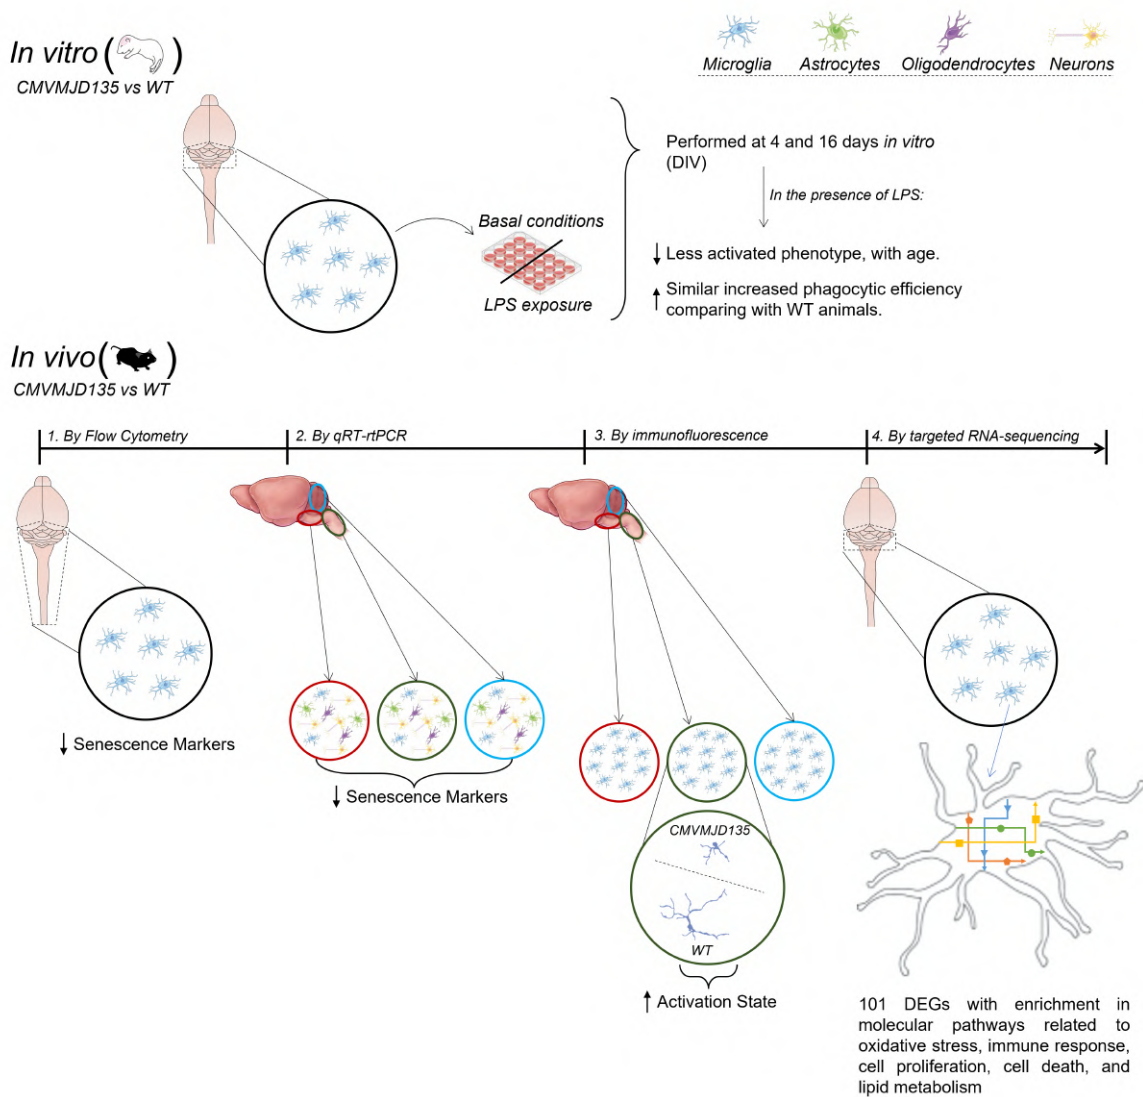 In vitro ( )
CMVMJD135 vs WT
Microglia
Astrocytes
Oligodendrocytes
Neurons
Basal conditions
LPS exposure
Performed at 4 and 16 days in vitro
(DIV)
In the presence of LPS:
↓ Less activated phenotype, with age.
↑ Similar increased phagocytic efficiency
comparing with WT animals.
In vivo ( )
CMVMJD135 vs WT
1. By Flow Cytometry
2. By qRT-rtPCR
3. By immunofluorescence
4. By targeted RNA-sequencing
↓ Senescence Markers
↓ Senescence Markers
CMVMJD135
WT
↑ Activation State
101 DEGs with enrichment in
molecular pathways related to
oxidative stress, immune response,
cell proliferation, cell death, and
lipid metabolism